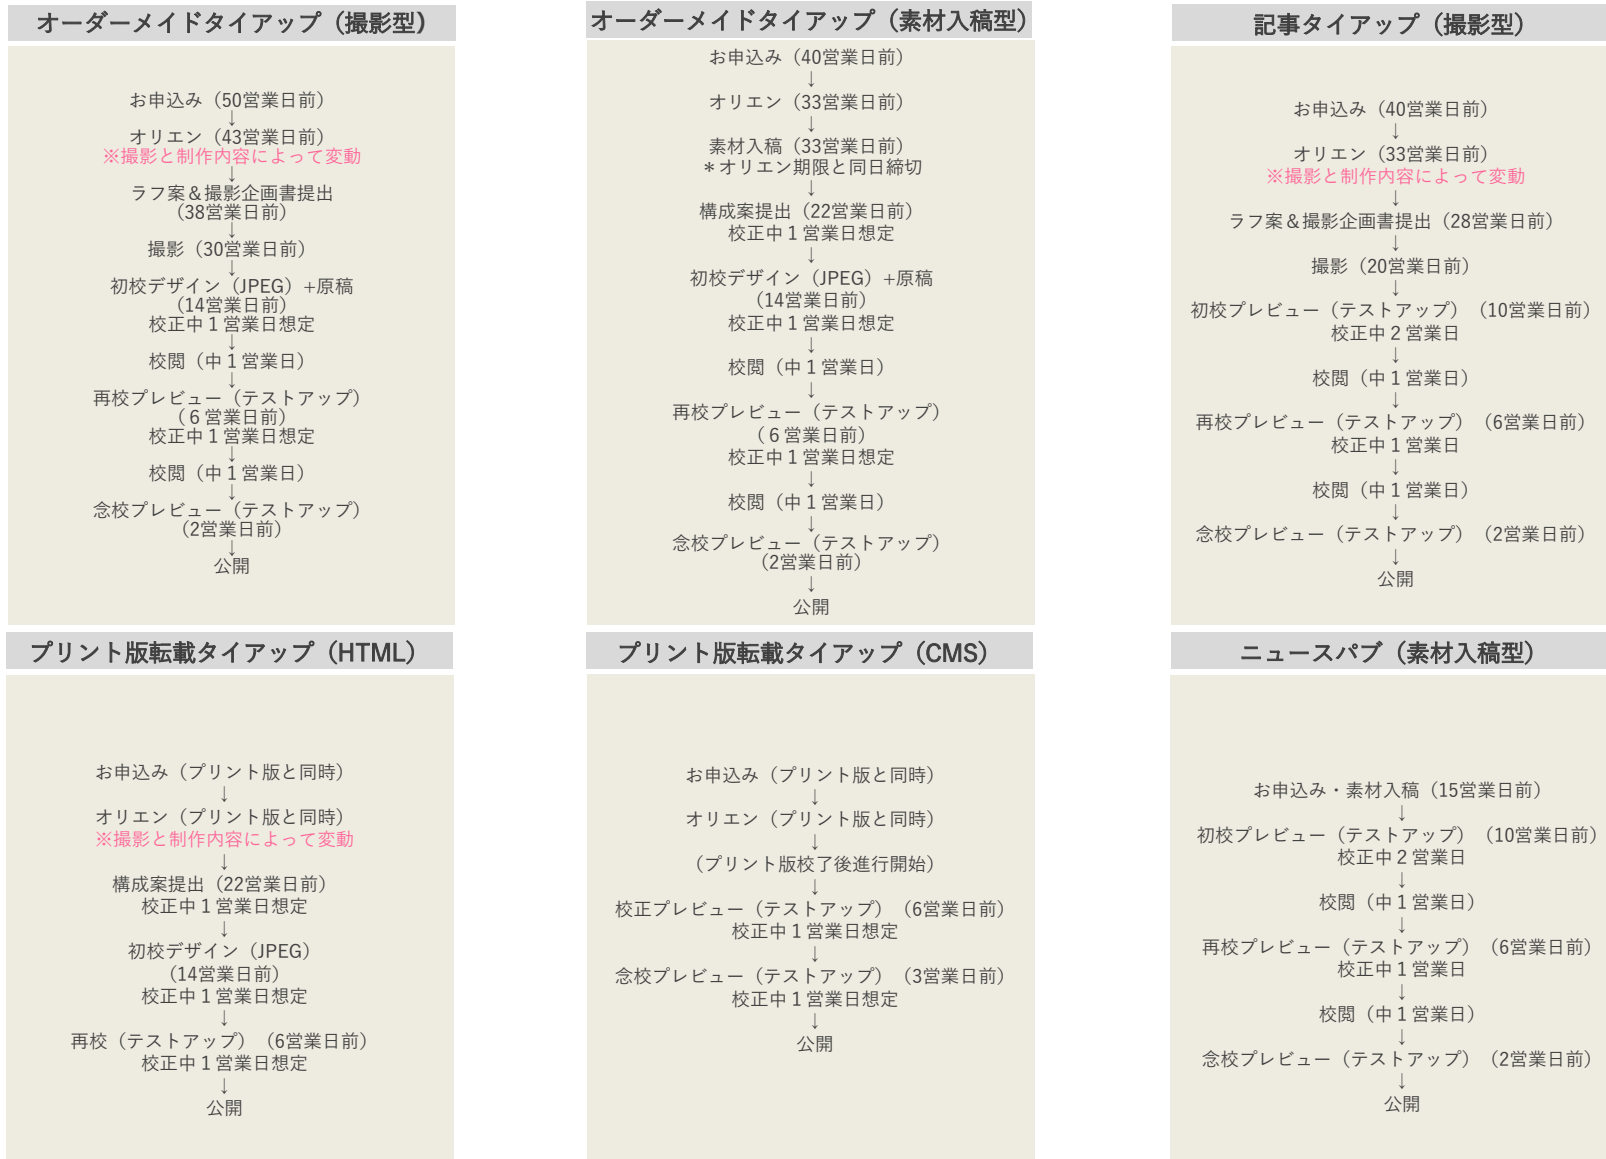 オーダーメイドタイアップ（撮影型）
お申込み（50営業日前）
↓
オリエン（43営業日前）
※撮影と制作内容によって変動
↓
ラフ案＆撮影企画書提出
（38営業日前）
↓
撮影（30営業日前）
↓
初校デザイン（JPEG）+原稿
（14営業日前）
校正中１営業日想定
↓
校閲（中１営業日）
↓
再校プレビュー（テストアップ）
（６営業日前）
校正中１営業日想定
↓
校閲（中１営業日）
↓
念校プレビュー（テストアップ）
（2営業日前）
↓
公開
オーダーメイドタイアップ（素材入稿型）
お申込み（40営業日前）
↓
オリエン（33営業日前）
↓
素材入稿（33営業日前）
＊オリエン期限と同日締切
↓
構成案提出（22営業日前）
校正中１営業日想定
↓
初校デザイン（JPEG）+原稿
（14営業日前）
校正中１営業日想定
↓
校閲（中１営業日）
↓
再校プレビュー（テストアップ）
（６営業日前）
校正中１営業日想定
↓
校閲（中１営業日）
↓
念校プレビュー（テストアップ）
（2営業日前）
↓
公開
記事タイアップ（撮影型）
お申込み（40営業日前）
↓
オリエン（33営業日前）
※撮影と制作内容によって変動
↓
ラフ案＆撮影企画書提出（28営業日前）
↓
撮影（20営業日前）
↓
初校プレビュー（テストアップ）（10営業日前）
校正中２営業日
↓
校閲（中１営業日）
↓
再校プレビュー（テストアップ）（6営業日前）
校正中１営業日
↓
校閲（中１営業日）
↓
念校プレビュー（テストアップ）（2営業日前）
↓
公開
プリント版転載タイアップ（HTML）
お申込み（プリント版と同時）
↓
オリエン（プリント版と同時）
※撮影と制作内容によって変動
↓
構成案提出（22営業日前）
校正中１営業日想定
↓
初校デザイン（JPEG）
（14営業日前）
校正中１営業日想定
↓
再校（テストアップ）（6営業日前）
校正中１営業日想定
↓
公開
プリント版転載タイアップ（CMS）
お申込み（プリント版と同時）
↓
オリエン（プリント版と同時）
↓
（プリント版校了後進行開始）
↓
校正プレビュー（テストアップ）（6営業日前）
校正中１営業日想定
↓
念校プレビュー（テストアップ）（3営業日前）
校正中１営業日想定
↓
公開
ニュースパブ（素材入稿型）
お申込み・素材入稿（15営業日前）
↓
初校プレビュー（テストアップ）（10営業日前）
校正中２営業日
↓
校閲（中１営業日）
↓
再校プレビュー（テストアップ）（6営業日前）
校正中１営業日
↓
校閲（中１営業日）
↓
念校プレビュー（テストアップ）（2営業日前）
↓
公開